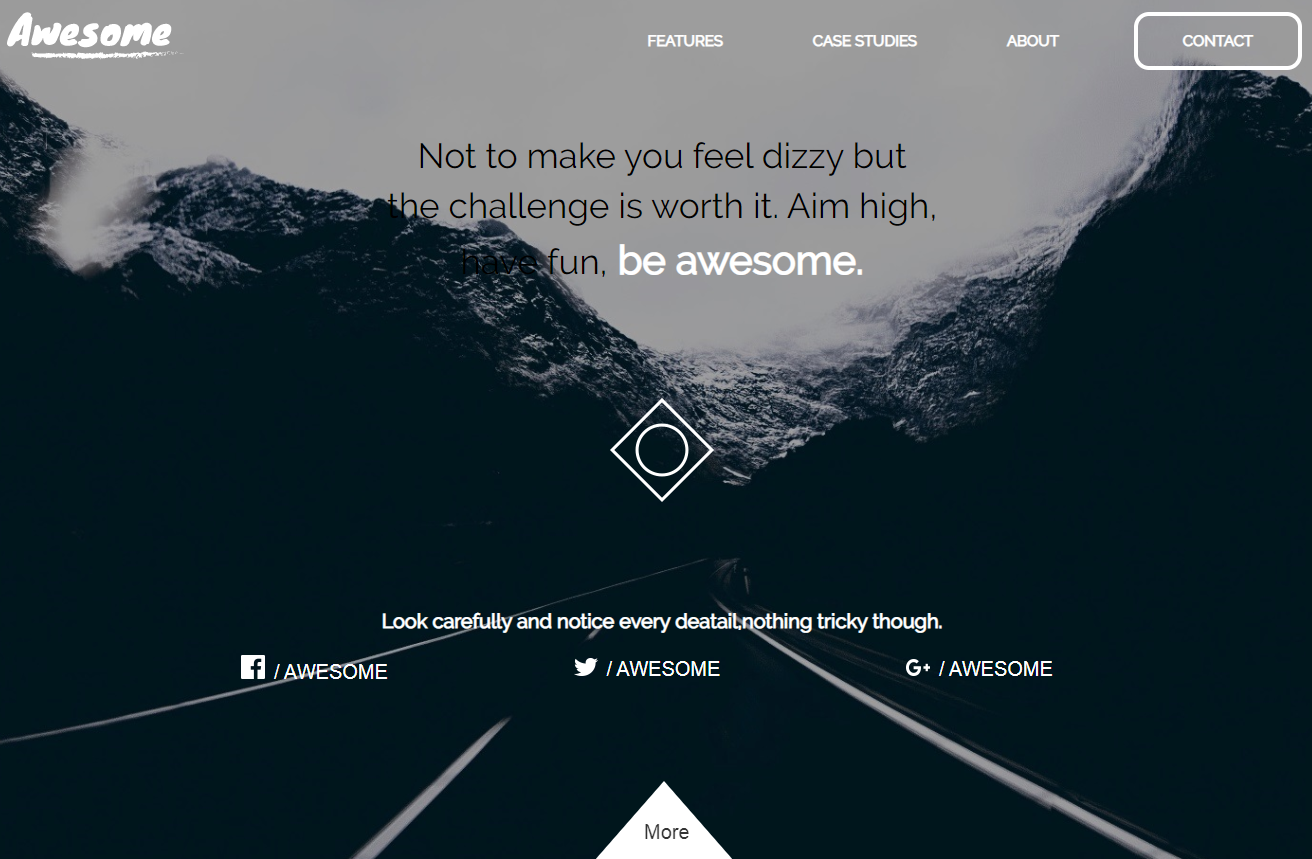 Awesome
FEATURES CASE STUDIES ABOUT CONTACT
Not to make you feel dizzy but
the challenge is worth it. Aim high,
have fun, be awesome.
Look carefully and notice every deatail,nothing tricky though.
/ AWESOME / AWESOME G+ / AWESOME
More